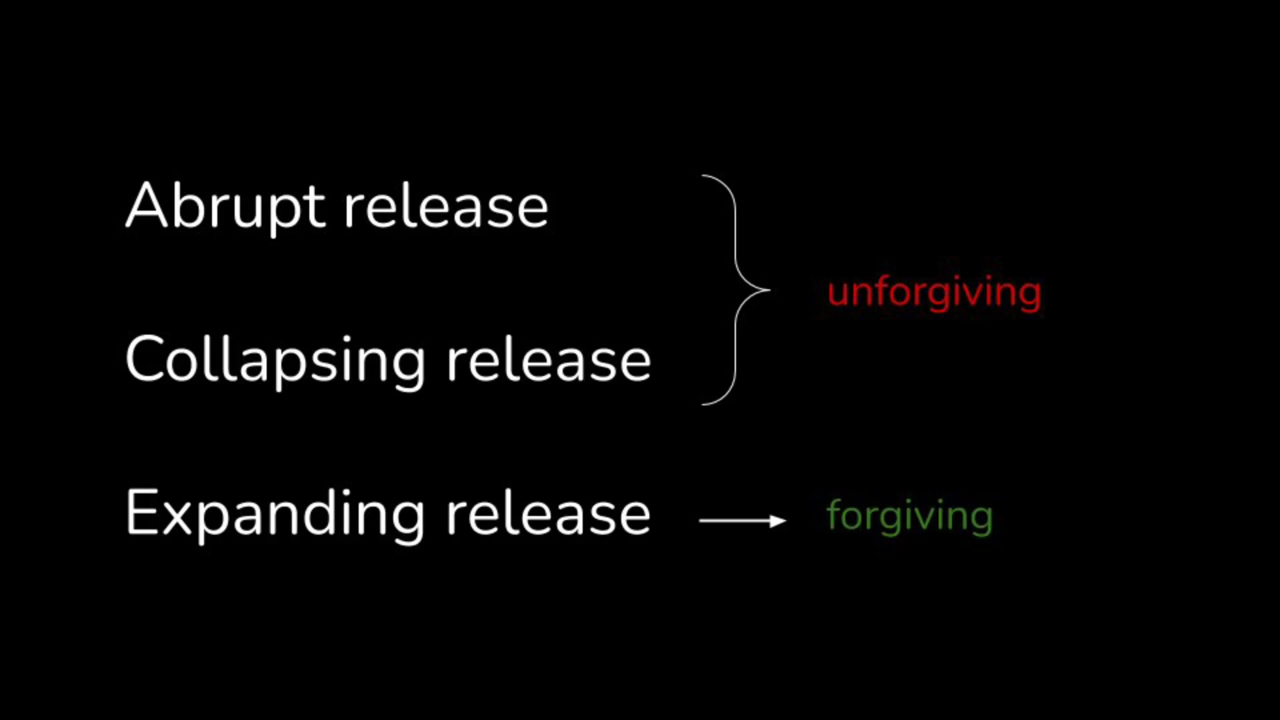 Abrupt release
unforgiving
Collapsing release
Expanding release
forgiving